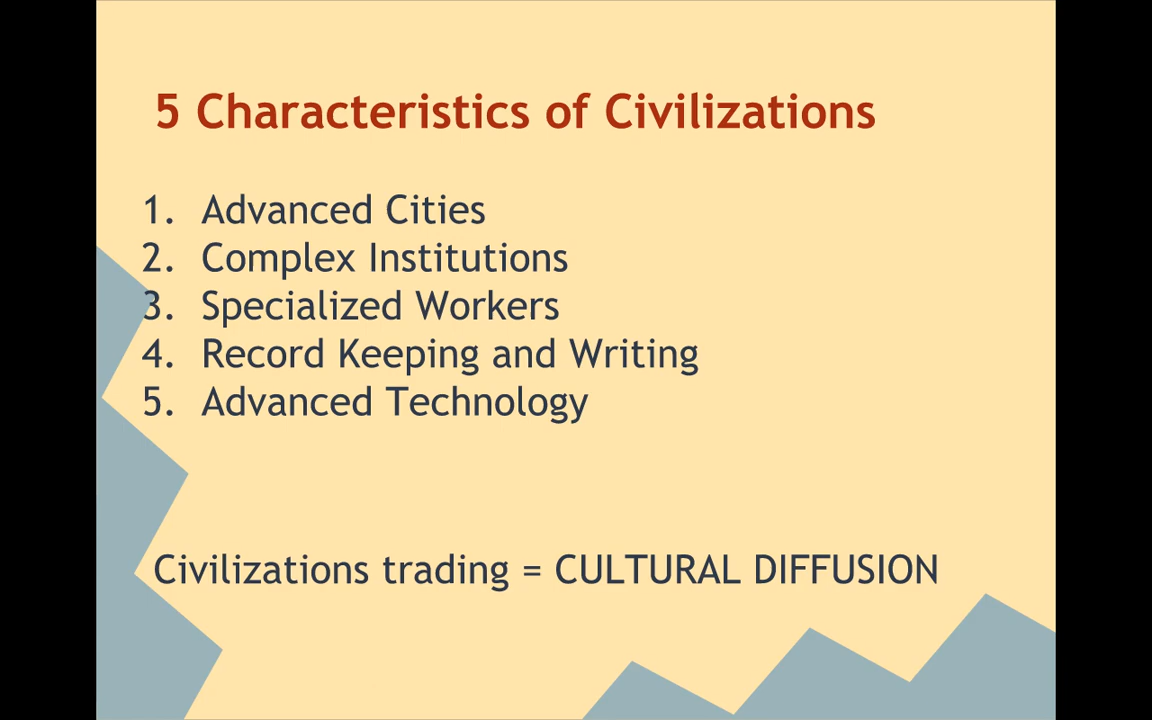 5 Characteristics of Civilizations
1. Advanced Cities
2. Complex Institutions
3. Specialized Workers
4. Record Keeping and Writing
5. Advanced Technology
Civilizations trading = CULTURAL DIFFUSION